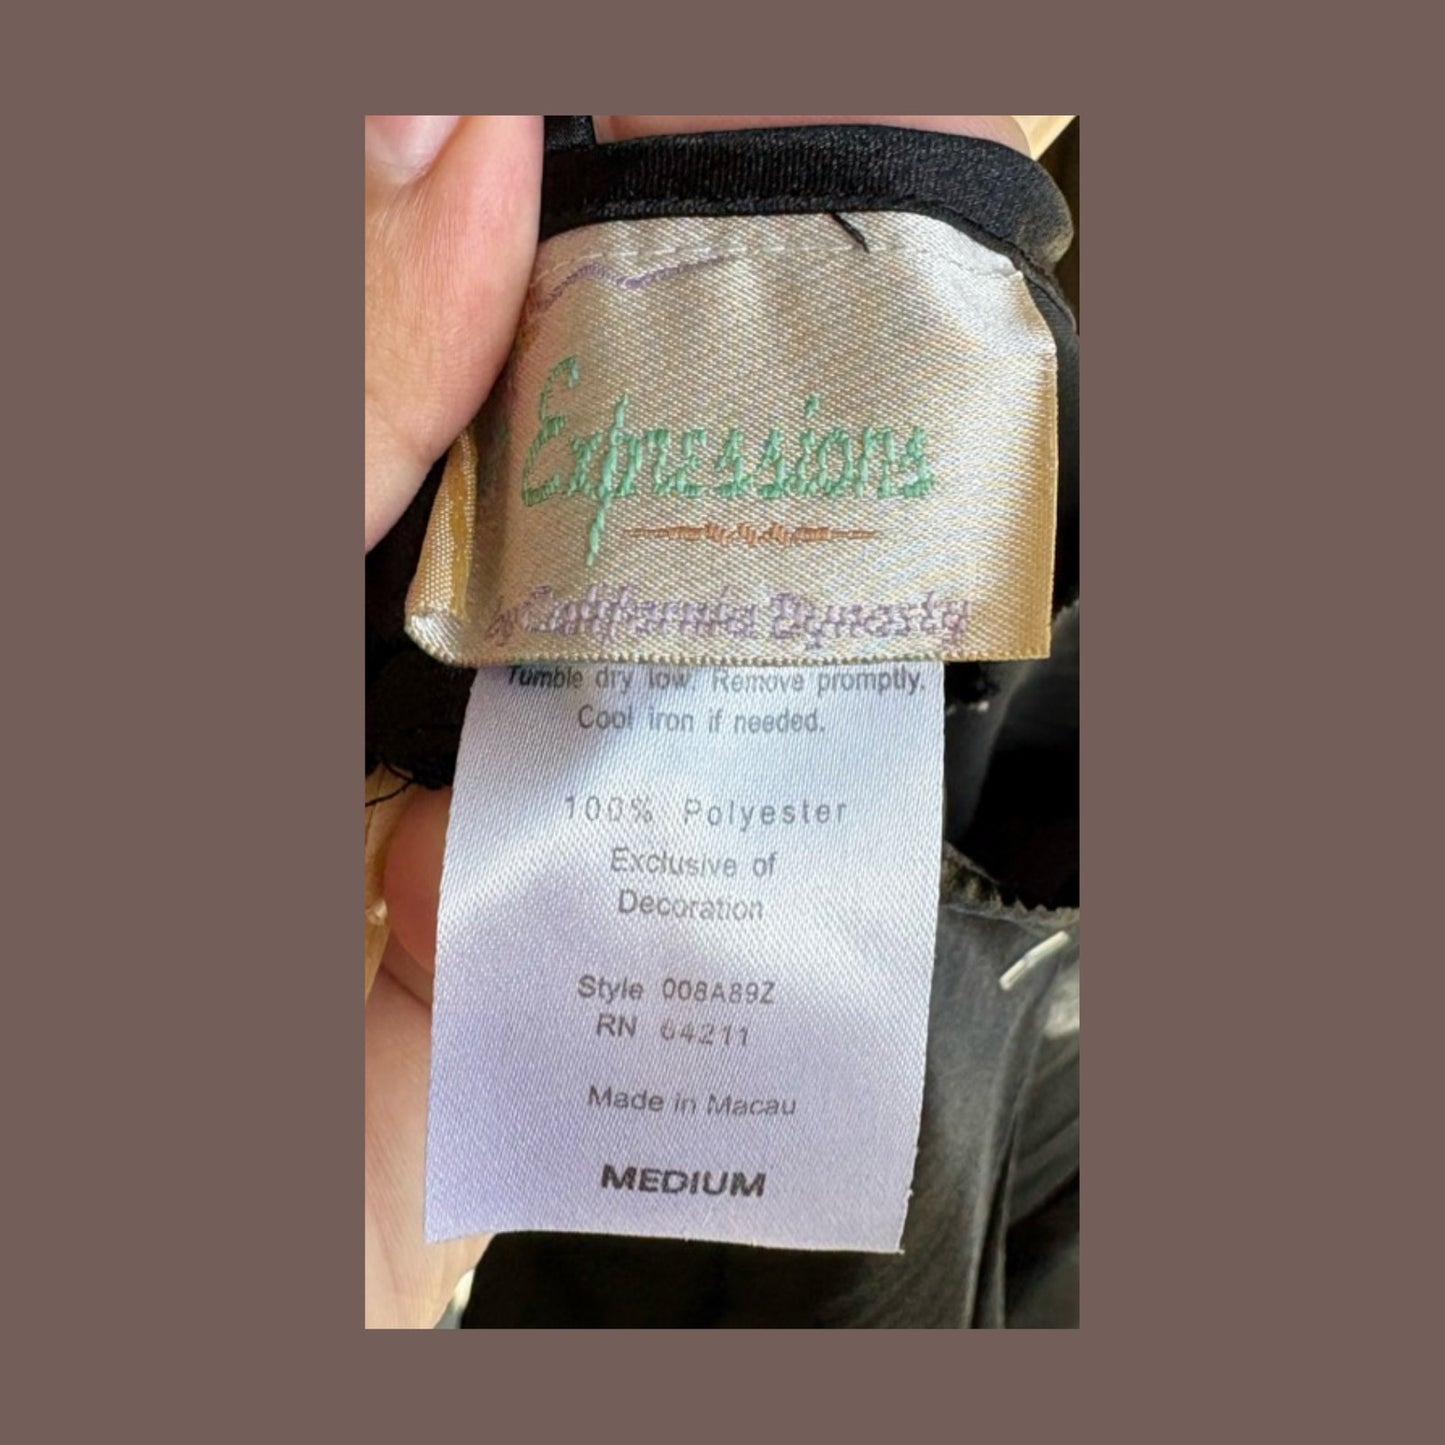 Expressions
by California Dynasty
Tumble dry low Remove promptly.
Cool iron if needed.
100% Polyester
Exclusive of
Decoration
Style 008A89Z
RN 64211
Made in Macau
MEDIUM